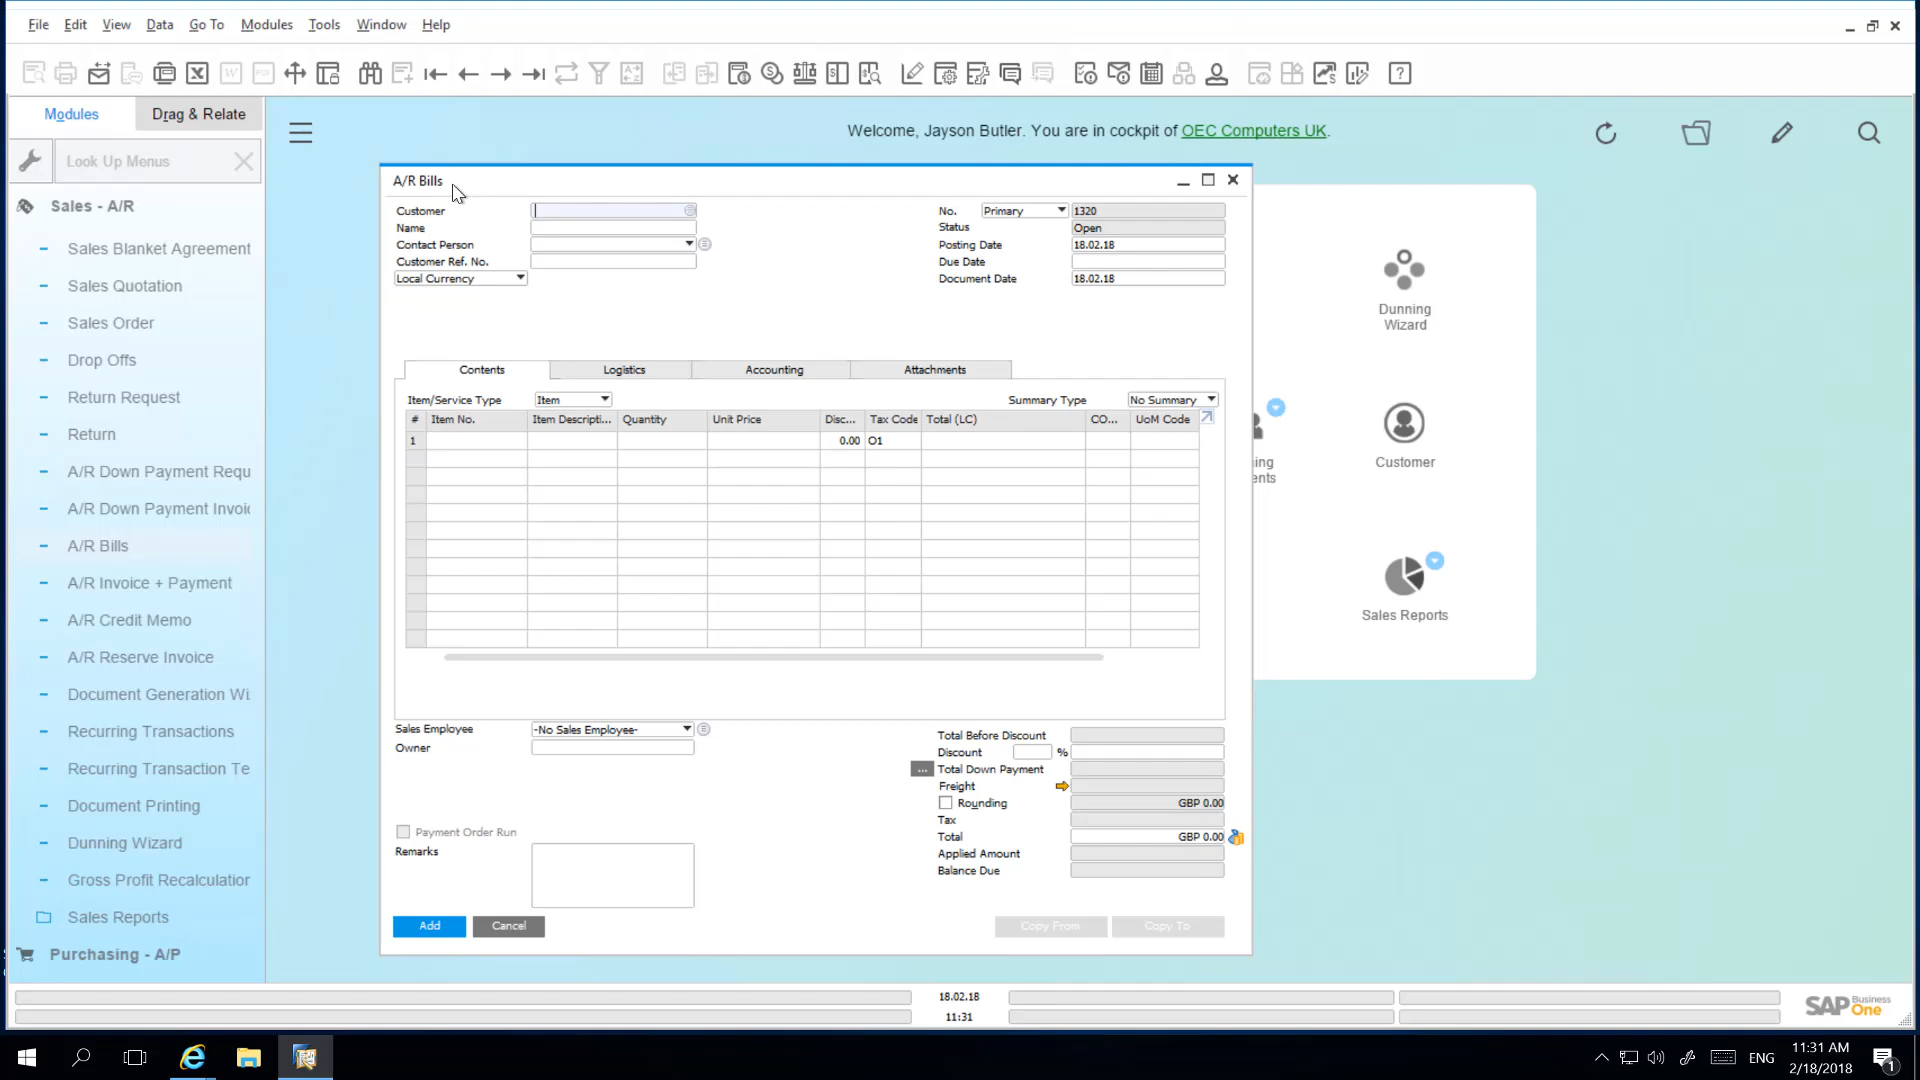 File Edit View Data Go To Modules Tools Window Help
Modules Drag & Relate
Look Up Menus
Sales - A/R
Sales Blanket Agreement
Sales Quotation
Sales Order
Drop Offs
Return Request
Return
A/R Down Payment Requ
A/R Down Payment Invoic
A/R Bills
A/R Invoice + Payment
A/R Credit Memo
A/R Reserve Invoice
Document Generation Wi
Recurring Transactions
Recurring Transaction Te
Document Printing
Dunning Wizard
Gross Profit Recalculation
Sales Reports
Purchasing - A/P
Welcome, Jayson Butler. You are in cockpit of OEC Computers UK.
A/R Bills
Customer
Name
Contact Person
Customer Ref. No.
Local Currency
No. Primary 1320
Status Open
Posting Date 18.02.18
Due Date
Document Date 18.02.18
Contents Logistics Accounting Attachments
Item/Service Type Item Summary Type No Summary
# Item No. Item Descripti... Quantity Unit Price Disc... Tax Code Total (LC) CO... UoM Code
1 0.00 O1
Sales Employee -No Sales Employee-
Owner
Payment Order Run
Remarks
Total Before Discount
Discount %
... Total Down Payment
Freight
Rounding GBP 0.00
Tax
Total GBP 0.00
Applied Amount
Balance Due
Add Cancel Copy From Copy To
Dunning
Wizard
ing
ents
Customer
Sales Reports
18.02.18
11:31
SAP Business
One
ENG
11:31 AM
2/18/2018
1